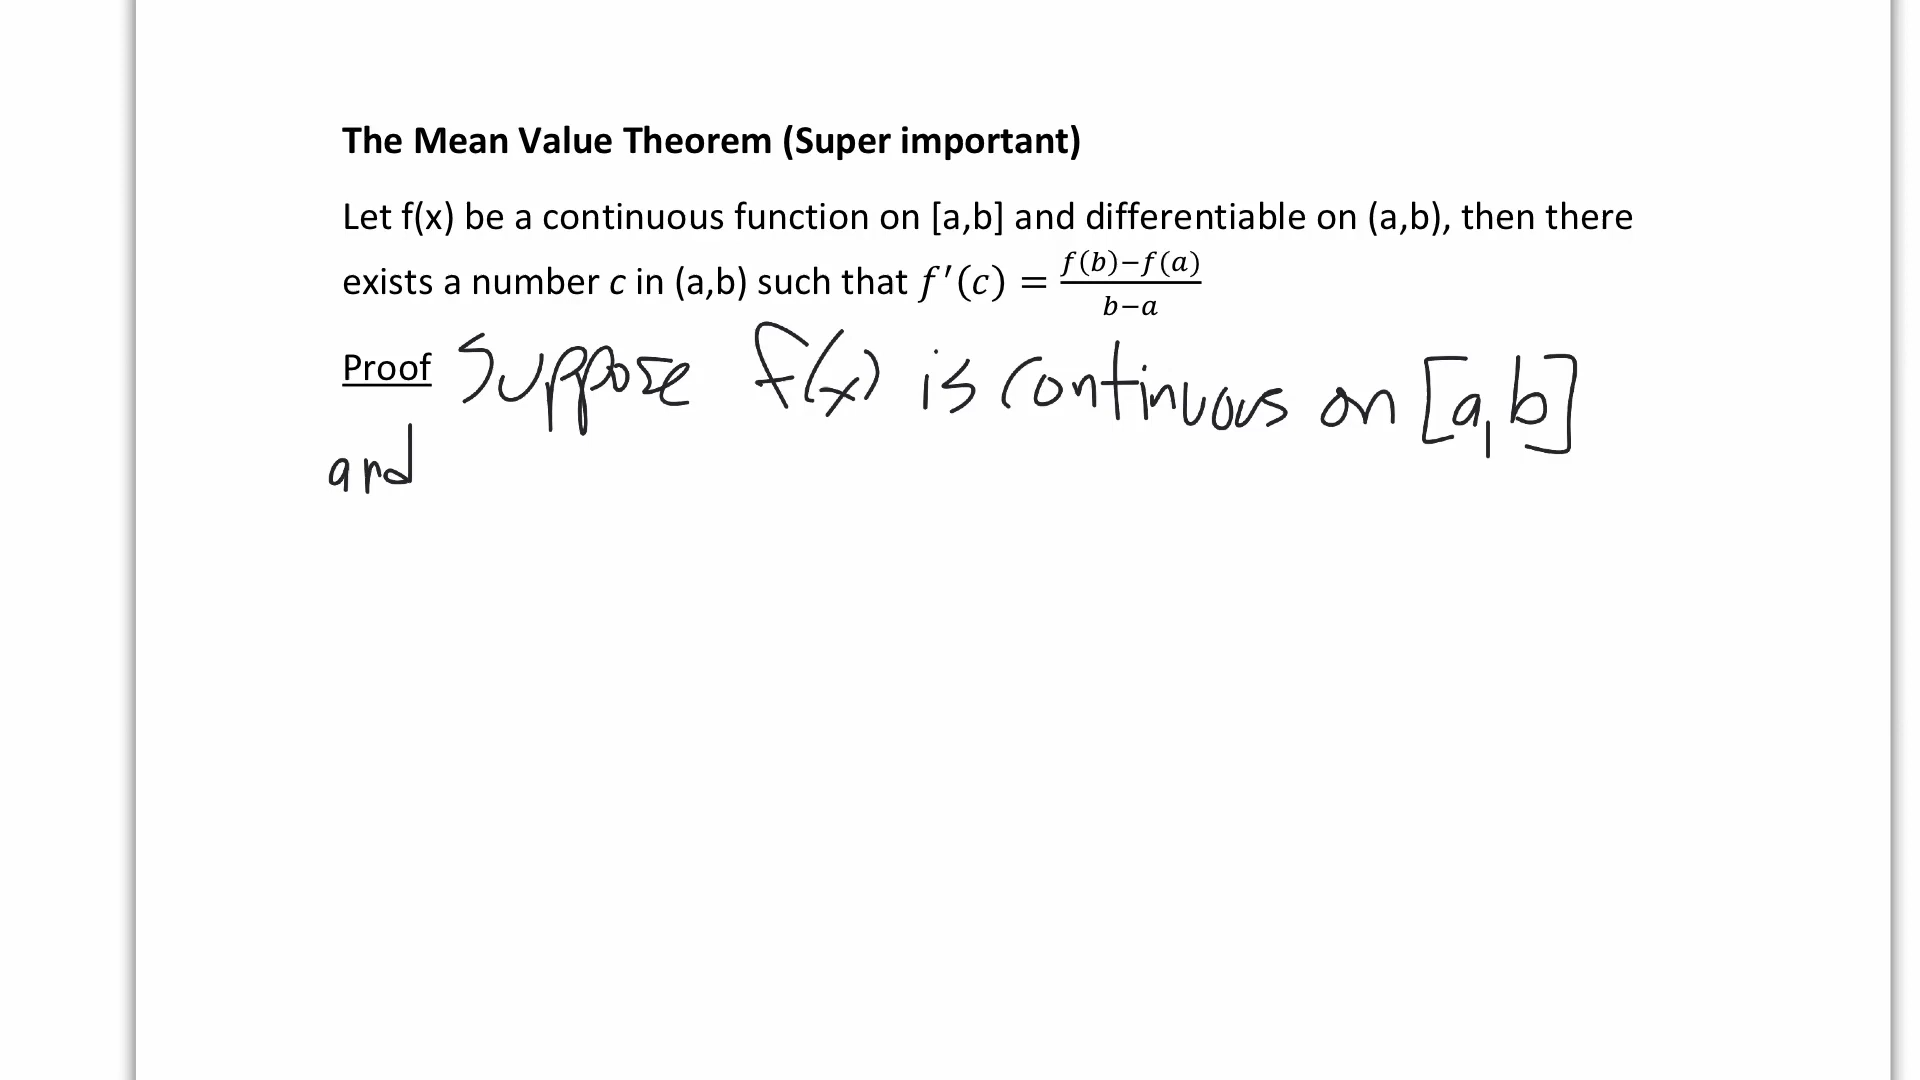 The Mean Value Theorem (Super important)
Let f(x) be a continuous function on [a,b] and differentiable on (a,b), then there
exists a number c in (a,b) such that f′(c) = \frac{f(b)−f(a)}{b−a}
Proof Suppose f(x) is continuous on [a,b]
and